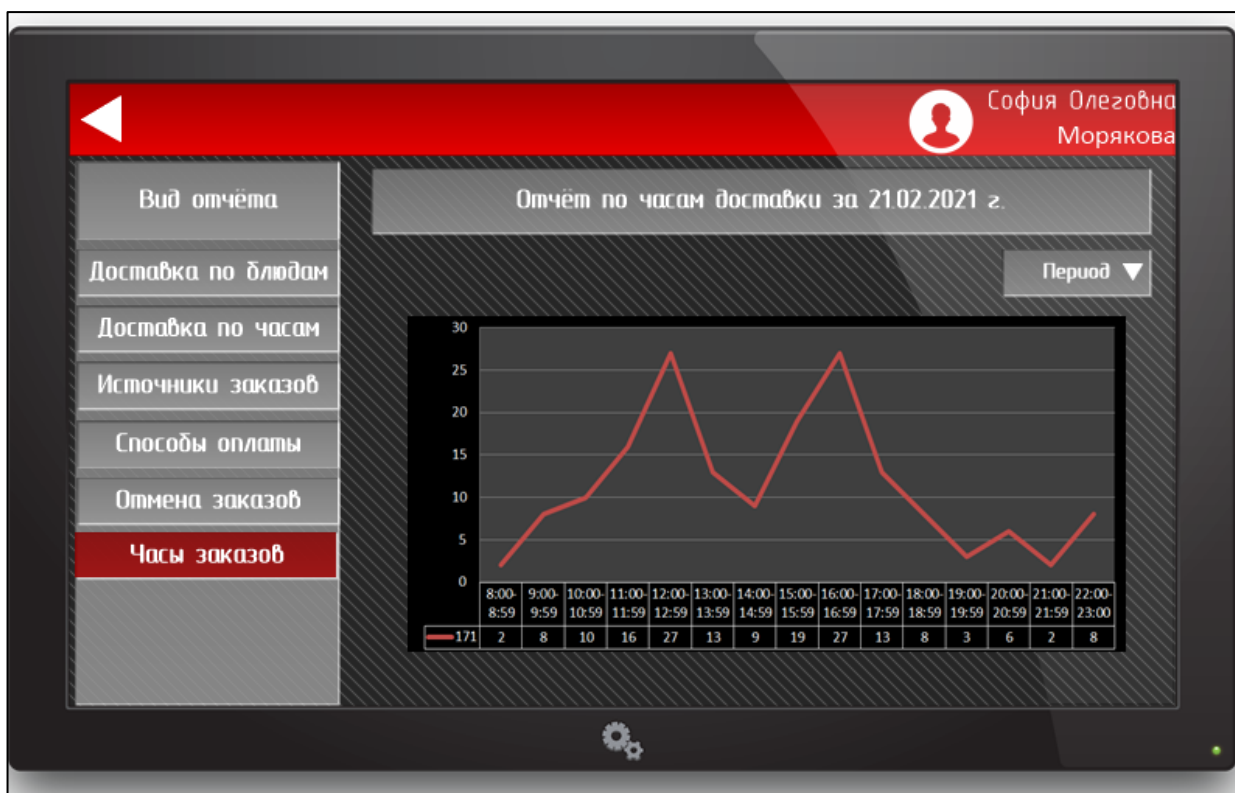 София Олеговна
Морякова
Вид отчёта
Доставка по блюдам
Доставка по часам
Источники заказов
Способы оплаты
Отмена заказов
Часы заказов
Отчёт по часам доставки за 21.02.2021 г.
Период
30
25
20
15
10
5
0
8:00- 9:00- 10:00- 11:00- 12:00- 13:00- 14:00- 15:00- 16:00- 17:00- 18:00- 19:00- 20:00- 21:00- 22:00-
8:59 9:59 10:59 11:59 12:59 13:59 14:59 15:59 16:59 17:59 18:59 19:59 20:59 21:59 23:00
171 2 8 10 16 27 13 9 19 27 13 8 3 6 2 8